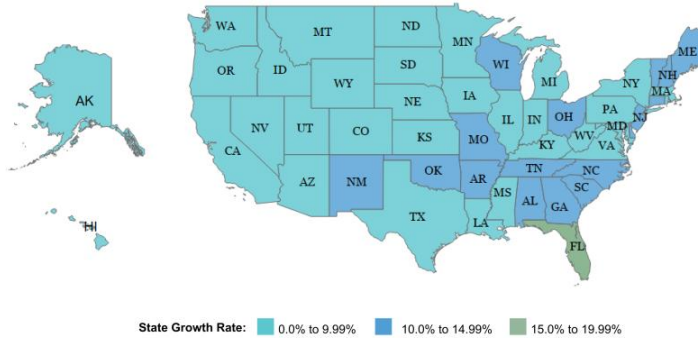 WA
MT
ND
MN
ME
OR
ID
SD
WI
NH
WY
MI
NY
MA
AK
IA
NE
PA
NJ
NV
UT
CO
IL
IN
OH
MD
KS
MO
WV
VA
CA
KY
NC
TN
AZ
NM
OK
AR
SC
MS
AL
GA
TX
LA
HI
FL
State Growth Rate: 0.0% to 9.99% 10.0% to 14.99% 15.0% to 19.99%